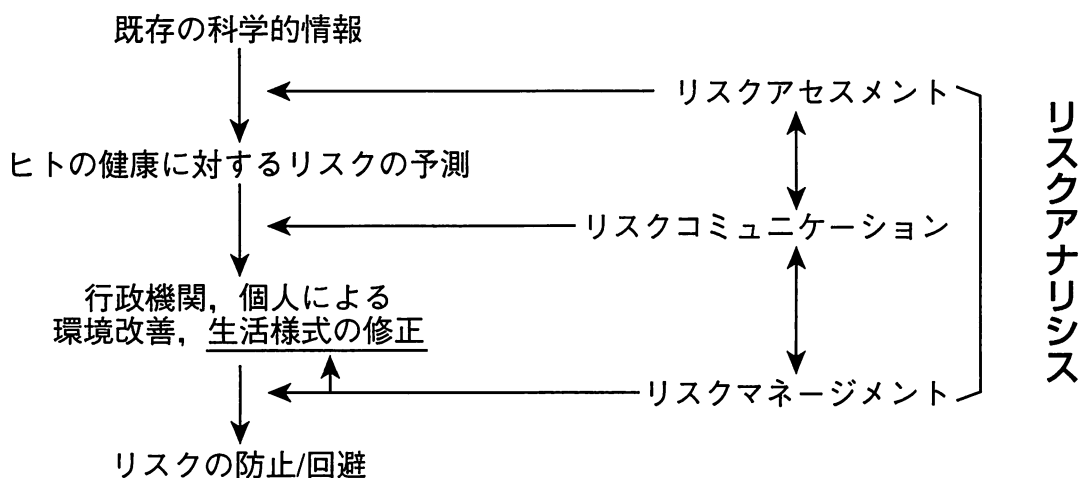 既存の科学的情報
リスクアセスメント
ヒトの健康に対するリスクの予測
リスクコミュニケーション
行政機関，個人による
環境改善，生活様式の修正
リスクマネージメント
リスクの防止/回避
リスクアナリシス